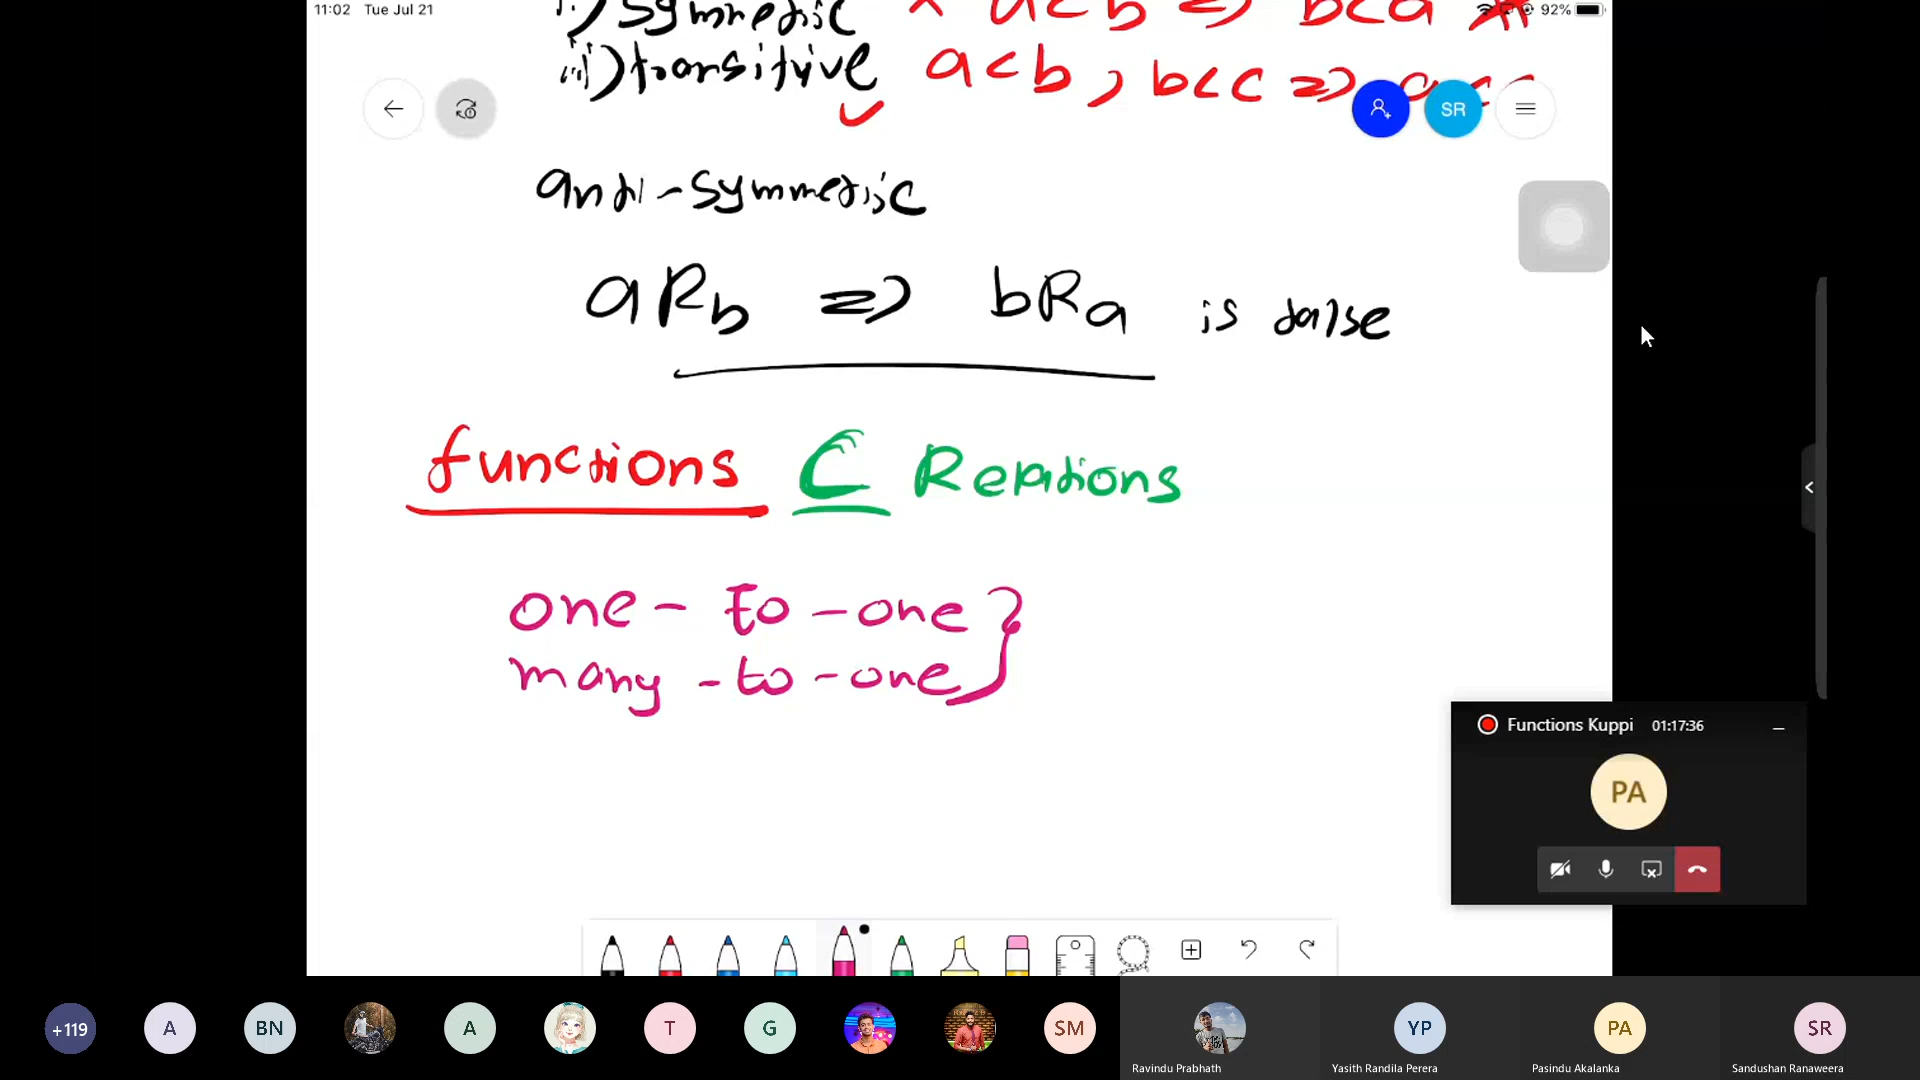 11:02 Tue Jul 21
92%
ii) symmetric × a<b => b<a
iii) transitive a<b, b<c =>
SR
anti-symmetric
aRb => bRa is false
functions ⊂ Relations
one-to-one
many-to-one
Functions Kuppi 01:17:36
PA
+119 A BN A T G SM YP PA SR
Ravindu Prabhath Yasith Randila Perera Pasindu Akalanka Sandushan Ranaweera